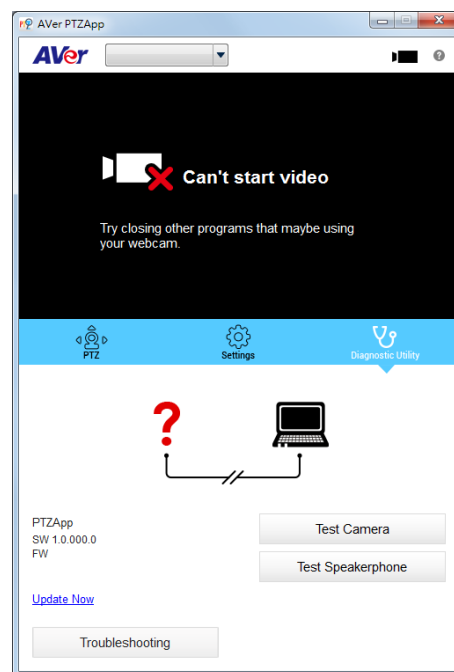 AVer PTZApp
AVer
?
Can't start video
Try closing other programs that maybe using
your webcam.
PTZ
Settings
Diagnostic Utility
?
PTZApp
SW 1.0.000.0
FW
Test Camera
Test Speakerphone
Update Now
Troubleshooting